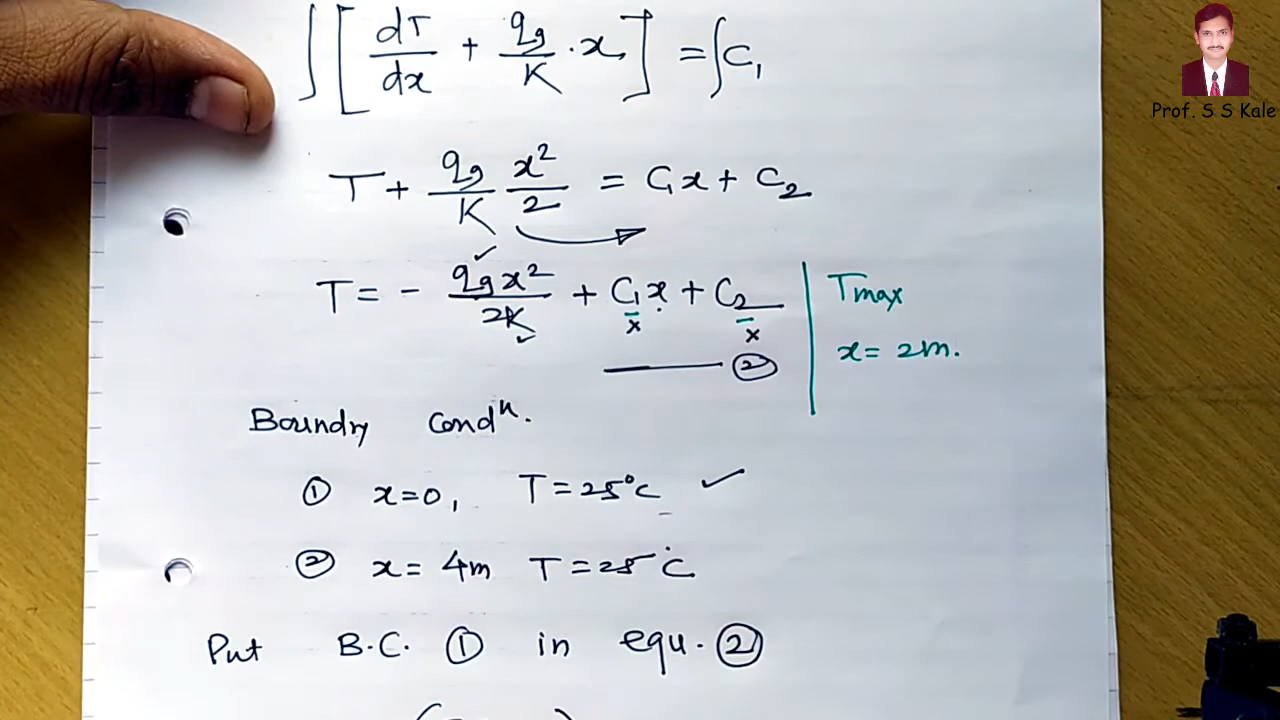 ∫ [ dT/dx + qg/K · x ] = ∫ C₁
T + qg/K x²/2 = C₁x + C₂
T = - qg x²/2K + C₁x + C₂
x x
②
Tmax
x = 2m.
Boundry Condⁿ.
① x=0, T = 25°C ✓
② x = 4m T = 25°C
Put B.C. ① in equ. ②
Prof. S S Kale